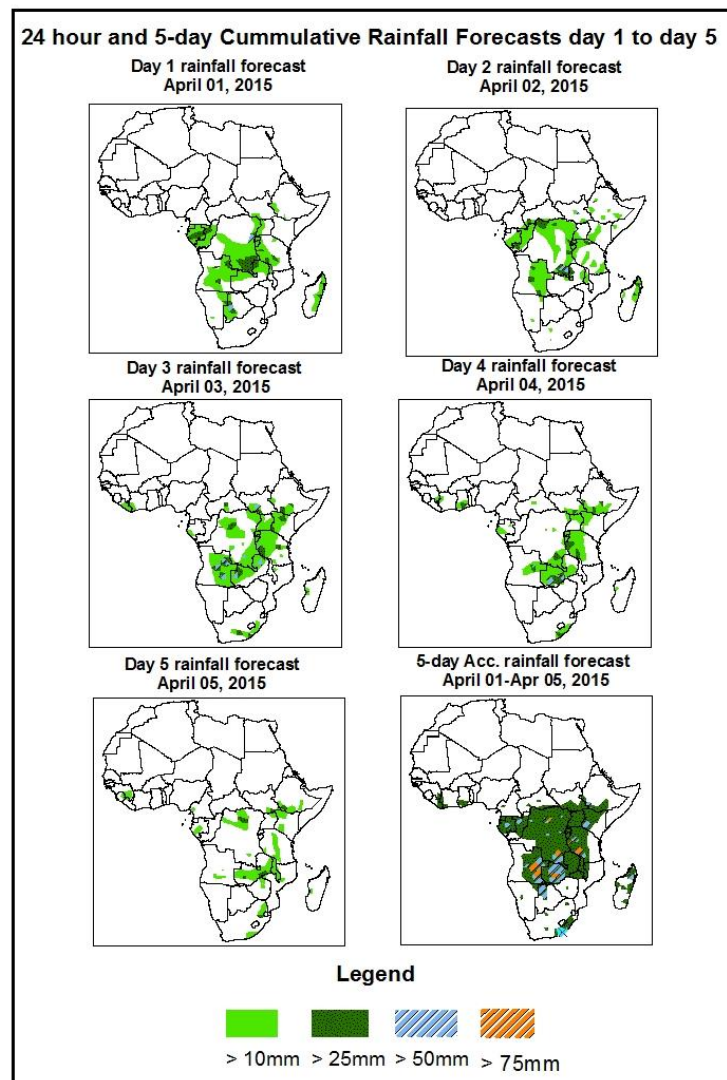 24 hour and 5-day Cummulative Rainfall Forecasts day 1 to day 5
Day 1 rainfall forecast
April 01, 2015
Day 2 rainfall forecast
April 02, 2015
Day 3 rainfall forecast
April 03, 2015
Day 4 rainfall forecast
April 04, 2015
Day 5 rainfall forecast
April 05, 2015
5-day Acc. rainfall forecast
April 01-Apr 05, 2015
Legend
> 10mm > 25mm > 50mm > 75mm